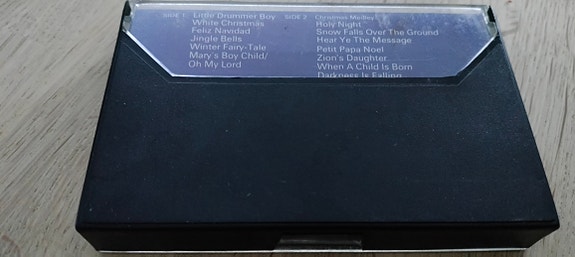 SIDE 1 Little Drummer Boy
White Christmas
Feliz Navidad
Jingle Bells
Winter Fairy-Tale
Mary's Boy Child/
Oh My Lord
SIDE 2 Christmas Medley
Holy Night
Snow Falls Over The Ground
Hear Ye The Message
Petit Papa Noel
Zion's Daughter
When A Child Is Born
Darkness Is Falling